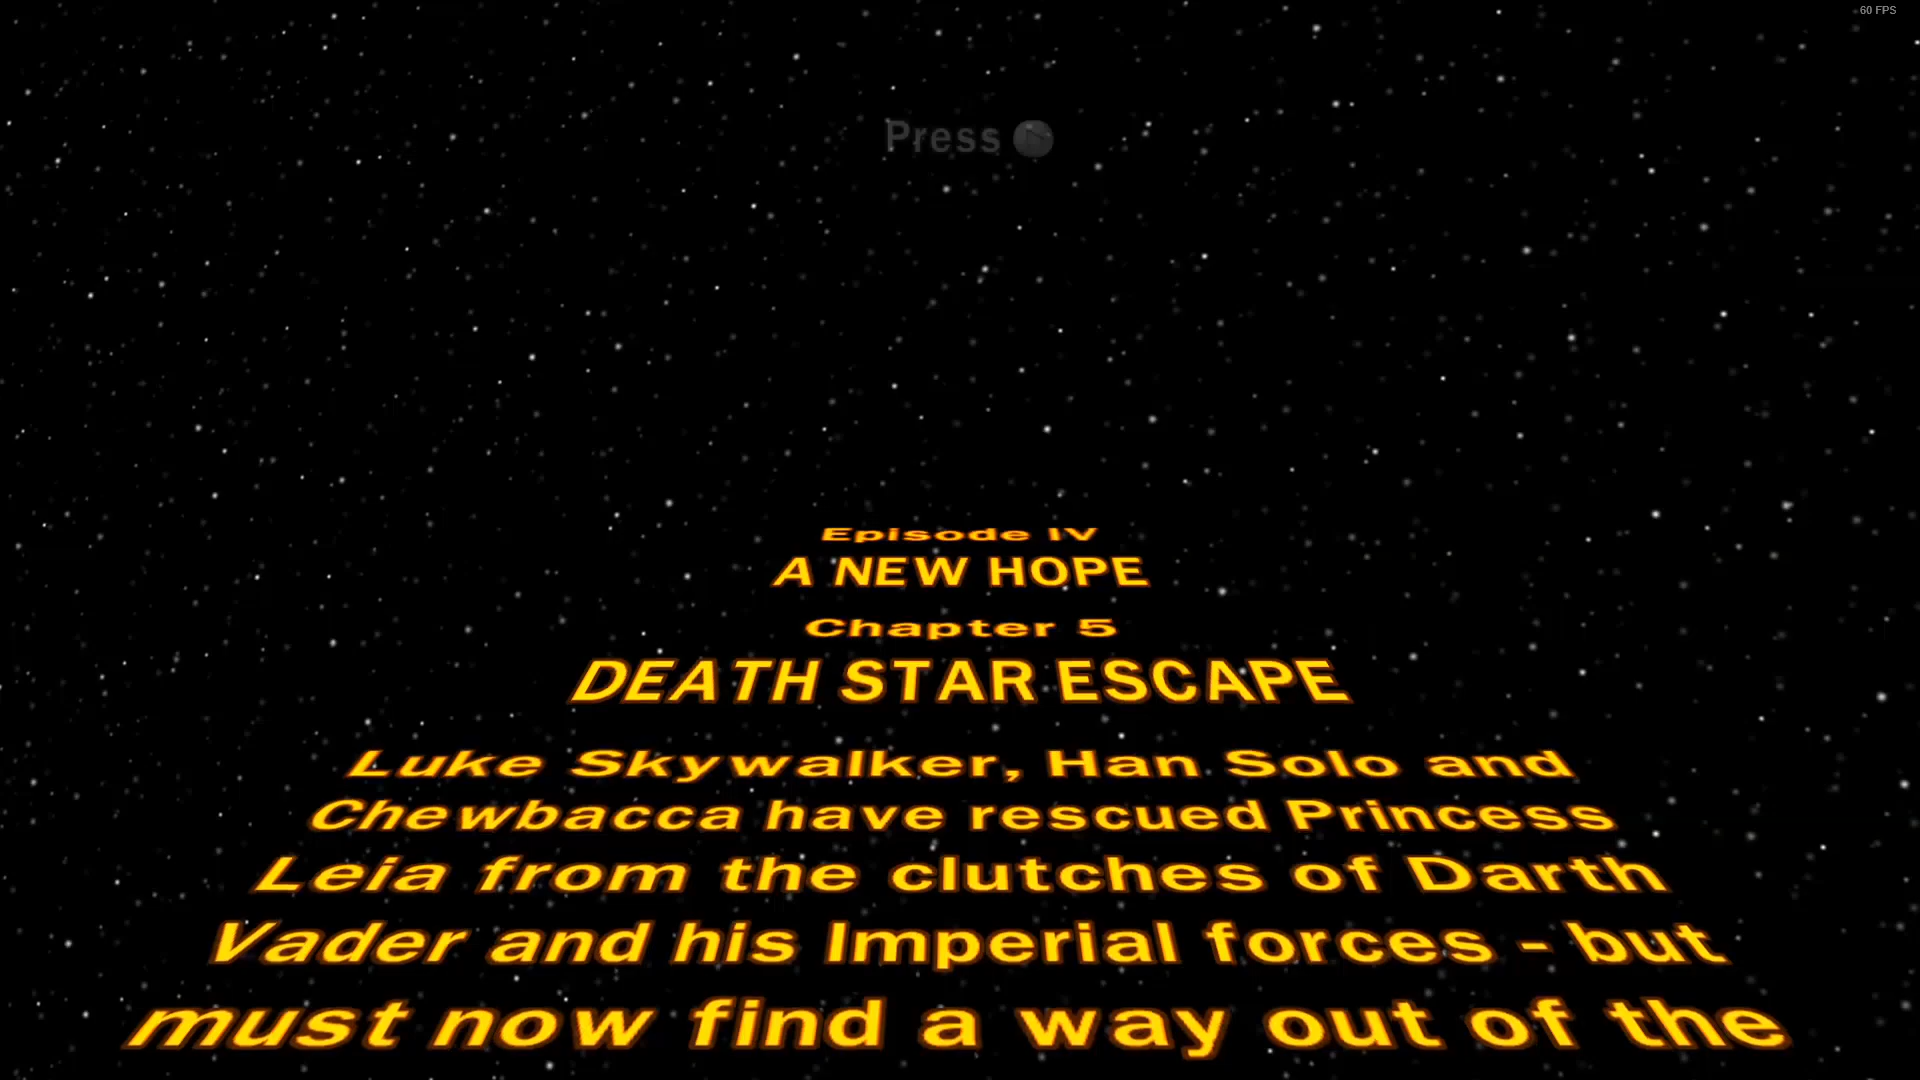 60 FPS
Press
Episode IV
A NEW HOPE
Chapter 5
DEATH STAR ESCAPE
Luke Skywalker, Han Solo and
Chewbacca have rescued Princess
Leia from the clutches of Darth
Vader and his Imperial forces - but
must now find a way out of the